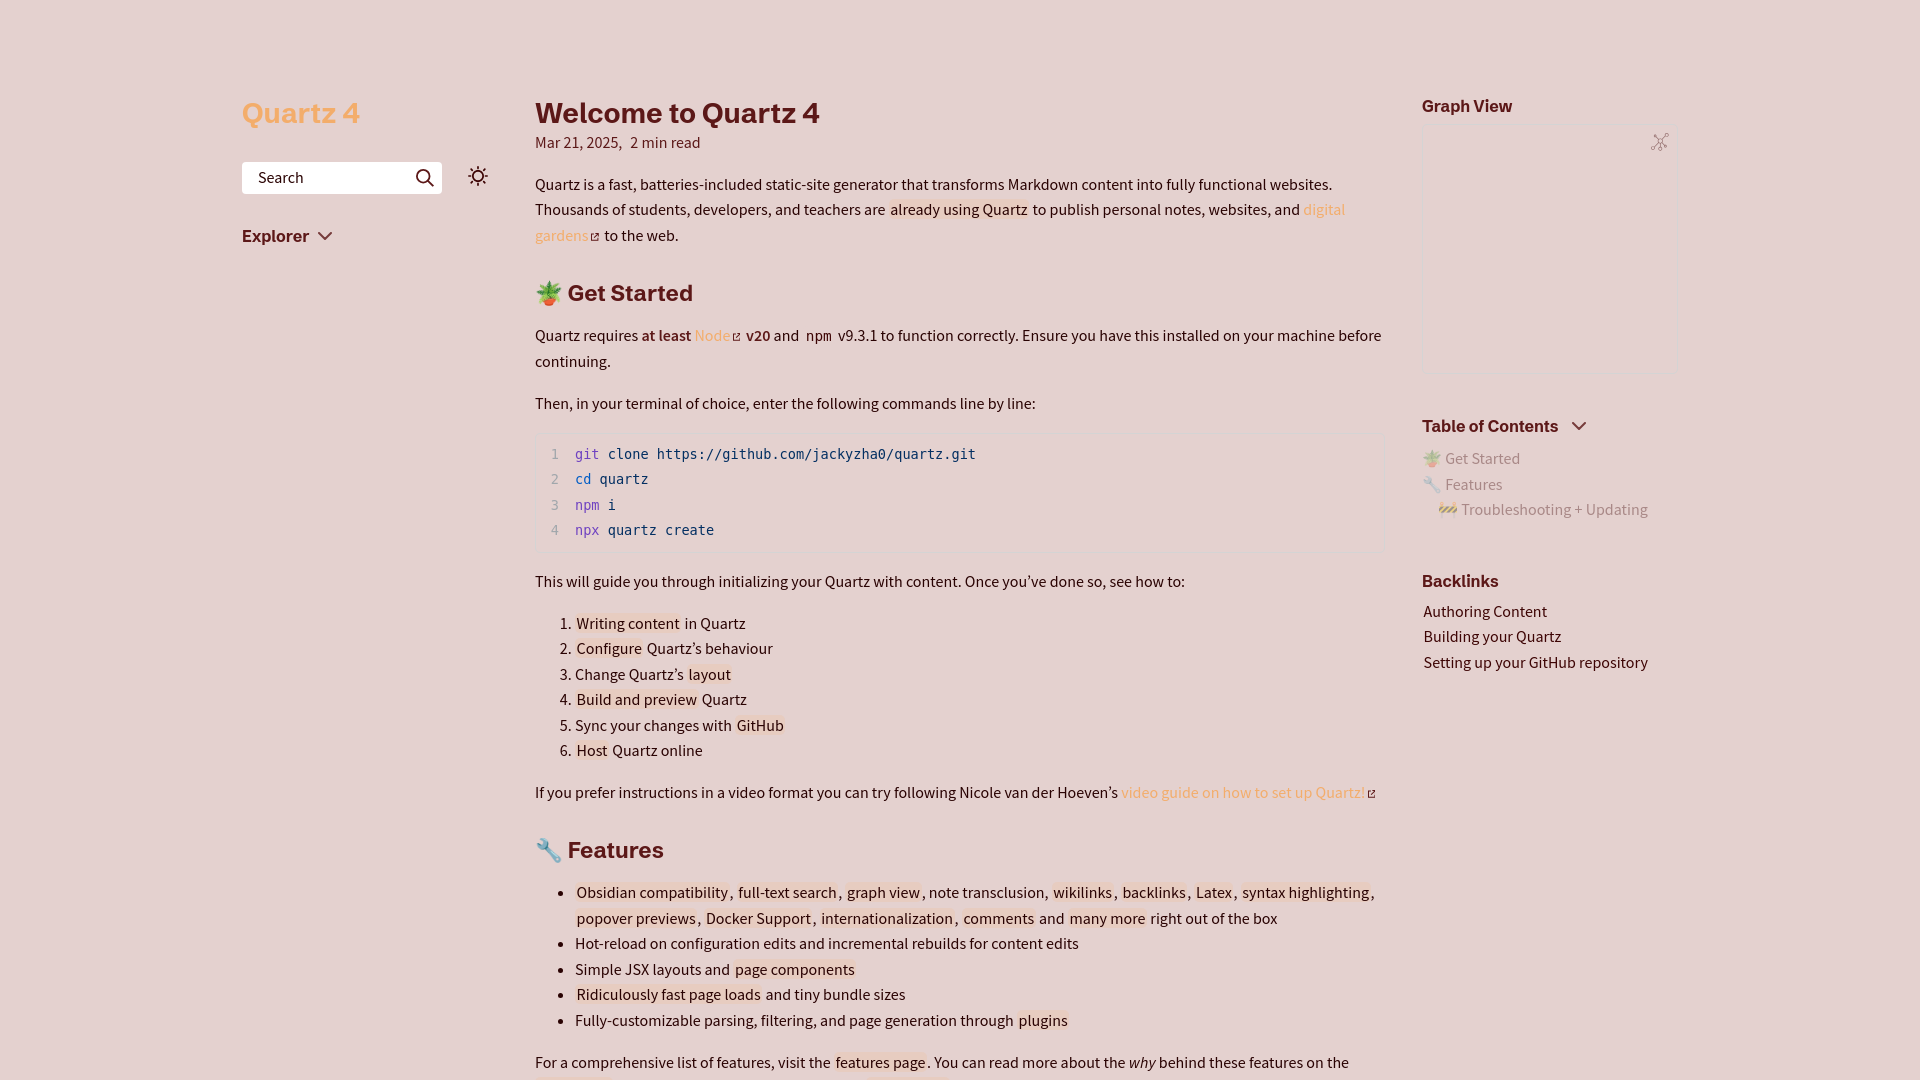 Quartz 4
Search
Explorer
Welcome to Quartz 4
Mar 21, 2025, 2 min read
Quartz is a fast, batteries-included static-site generator that transforms Markdown content into fully functional websites.
Thousands of students, developers, and teachers are already using Quartz to publish personal notes, websites, and digital
gardens to the web.
🪴 Get Started
Quartz requires at least Node v20 and npm v9.3.1 to function correctly. Ensure you have this installed on your machine before
continuing.
Then, in your terminal of choice, enter the following commands line by line:
1 git clone https://github.com/jackyzha0/quartz.git
2 cd quartz
3 npm i
4 npx quartz create
This will guide you through initializing your Quartz with content. Once you’ve done so, see how to:
1. Writing content in Quartz
2. Configure Quartz’s behaviour
3. Change Quartz’s layout
4. Build and preview Quartz
5. Sync your changes with GitHub
6. Host Quartz online
If you prefer instructions in a video format you can try following Nicole van der Hoeven’s video guide on how to set up Quartz!
🔧 Features
• Obsidian compatibility, full-text search, graph view, note transclusion, wikilinks, backlinks, Latex, syntax highlighting,
popover previews, Docker Support, internationalization, comments and many more right out of the box
• Hot-reload on configuration edits and incremental rebuilds for content edits
• Simple JSX layouts and page components
• Ridiculously fast page loads and tiny bundle sizes
• Fully-customizable parsing, filtering, and page generation through plugins
For a comprehensive list of features, visit the features page. You can read more about the why behind these features on the
Graph View
Table of Contents
🪴 Get Started
🔧 Features
🚧 Troubleshooting + Updating
Backlinks
Authoring Content
Building your Quartz
Setting up your GitHub repository